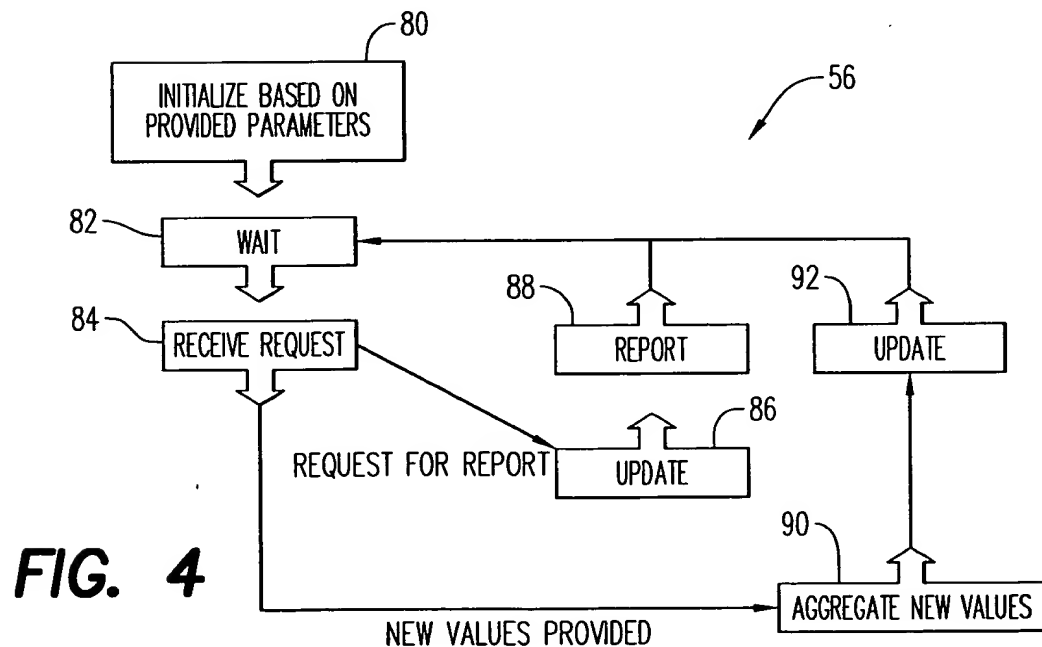 80
INITIALIZE BASED ON
PROVIDED PARAMETERS
56
82
WAIT
84
RECEIVE REQUEST
88
REPORT
92
UPDATE
REQUEST FOR REPORT
86
UPDATE
90
AGGREGATE NEW VALUES
NEW VALUES PROVIDED
FIG. 4